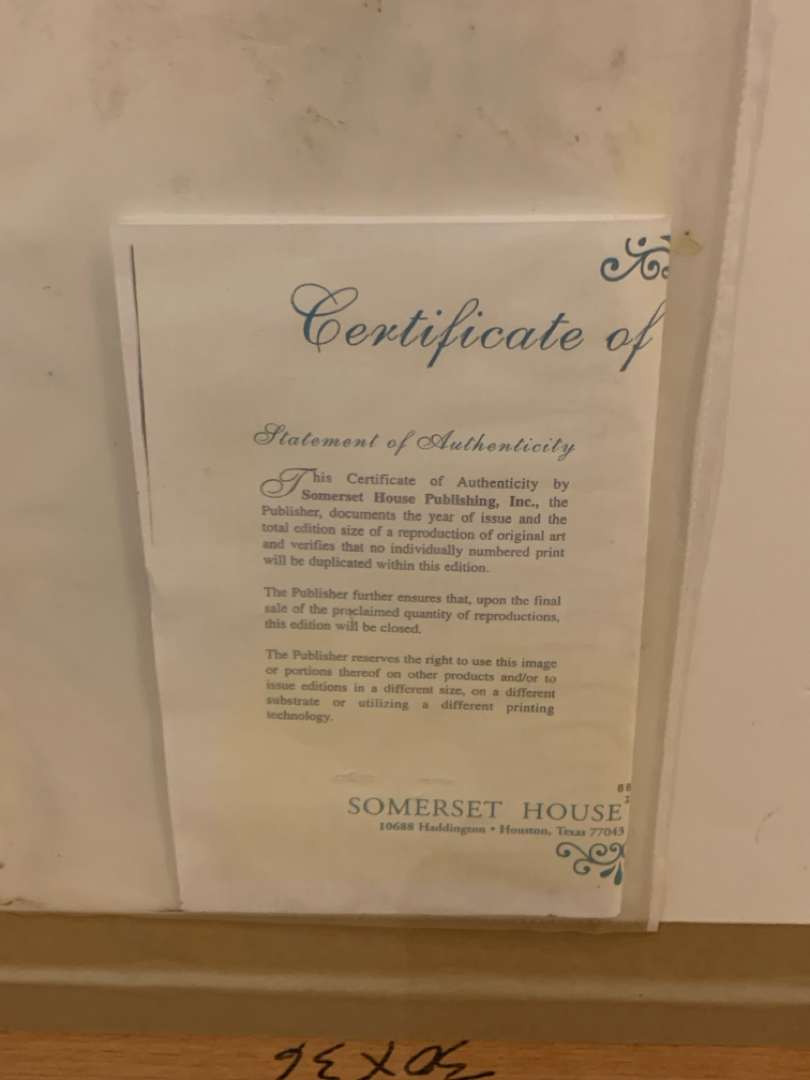 Certificate of
Statement of Authenticity
This Certificate of Authenticity by
Somerset House Publishing, Inc., the
Publisher, documents the year of issue and the
total edition size of a reproduction of original art
and verifies that no individually numbered print
will be duplicated within this edition.
The Publisher further ensures that, upon the final
sale of the proclaimed quantity of reproductions,
this edition will be closed.
The Publisher reserves the right to use this image
or portions thereof on other products and/or to
issue editions in a different size, on a different
substrate or utilizing a different printing
technology.
SOMERSET HOUSE
10688 Haddington • Houston, Texas 77043
30X36